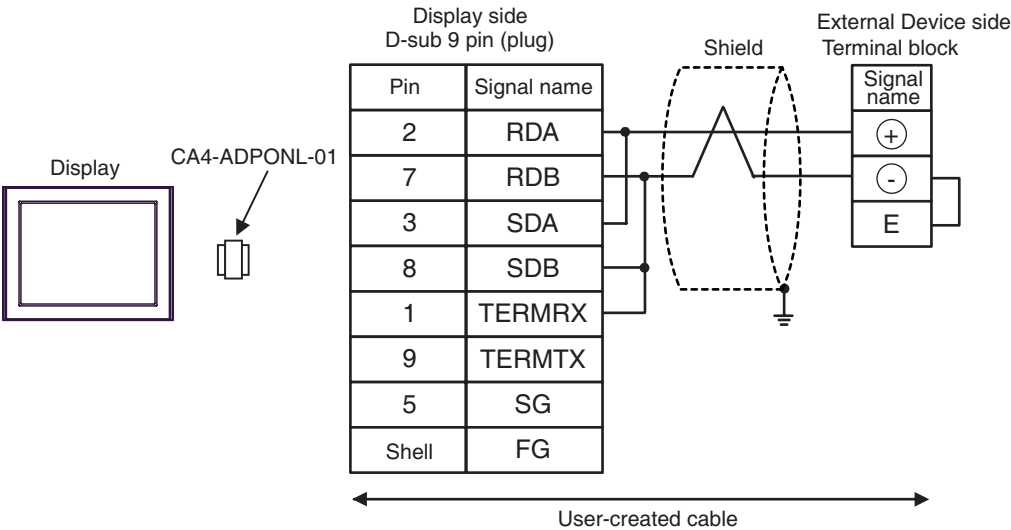 Display side
D-sub 9 pin (plug)
External Device side
Terminal block
Shield
Pin Signal name
Signal
name
2 RDA
+
CA4-ADPONL-01
Display
7 RDB
-
3 SDA
E
8 SDB
1 TERMRX
9 TERMTX
5 SG
Shell FG
User-created cable